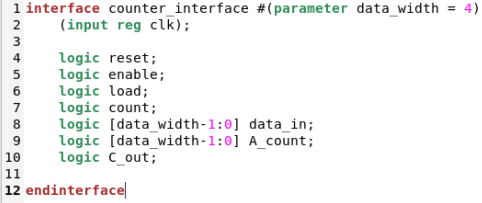 1 interface counter_interface #(parameter data_width = 4)
2     (input reg clk);
3
4     logic reset;
5     logic enable;
6     logic load;
7     logic count;
8     logic [data_width-1:0] data_in;
9     logic [data_width-1:0] A_count;
10     logic C_out;
11
12 endinterface